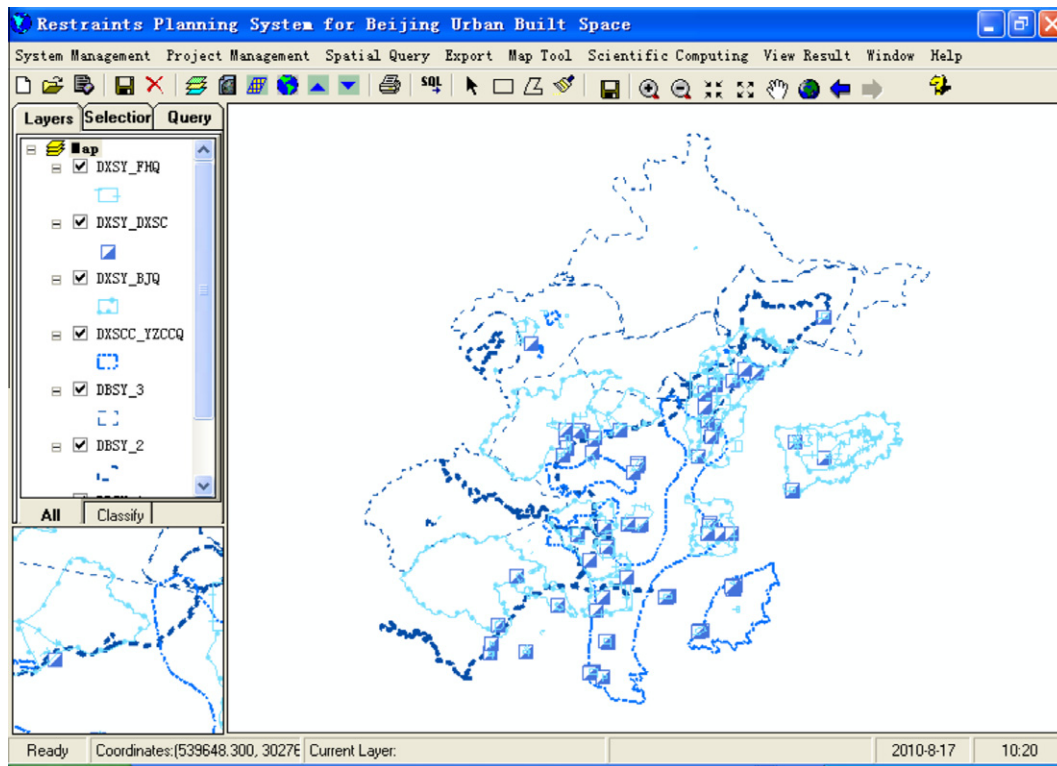 Restraints Planning System for Beijing Urban Built Space
System Management Project Management Spatial Query Export Map Tool Scientific Computing View Result Window Help
SQL
Layers Selection Query
Map
DXSY_FHQ
DXSY_DXSC
DXSY_BJQ
DXSCC_YZCCQ
DBSY_3
DBSY_2
All Classify
Ready Coordinates:(539648.300, 3027 Current Layer: 2010-8-17 10:20